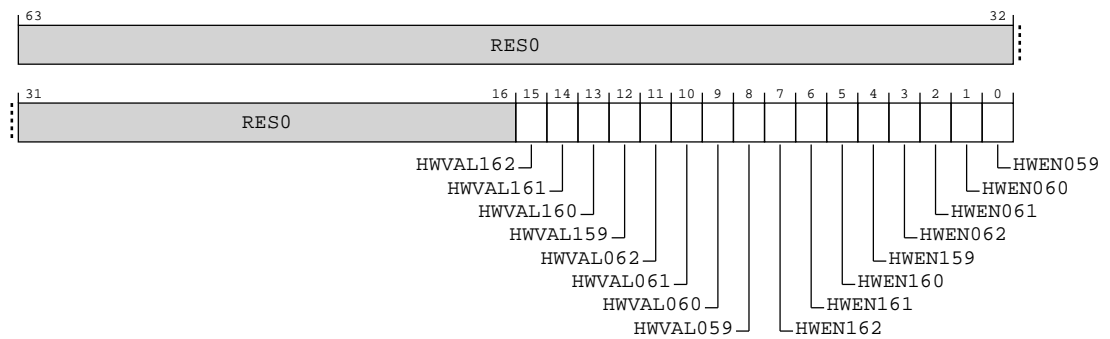 63 32
RES0
31 16 15 14 13 12 11 10 9 8 7 6 5 4 3 2 1 0
RES0
HWVAL162 HWEN059
HWVAL161 HWEN060
HWVAL160 HWEN061
HWVAL159 HWEN062
HWVAL062 HWEN159
HWVAL061 HWEN160
HWVAL060 HWEN161
HWVAL059 HWEN162